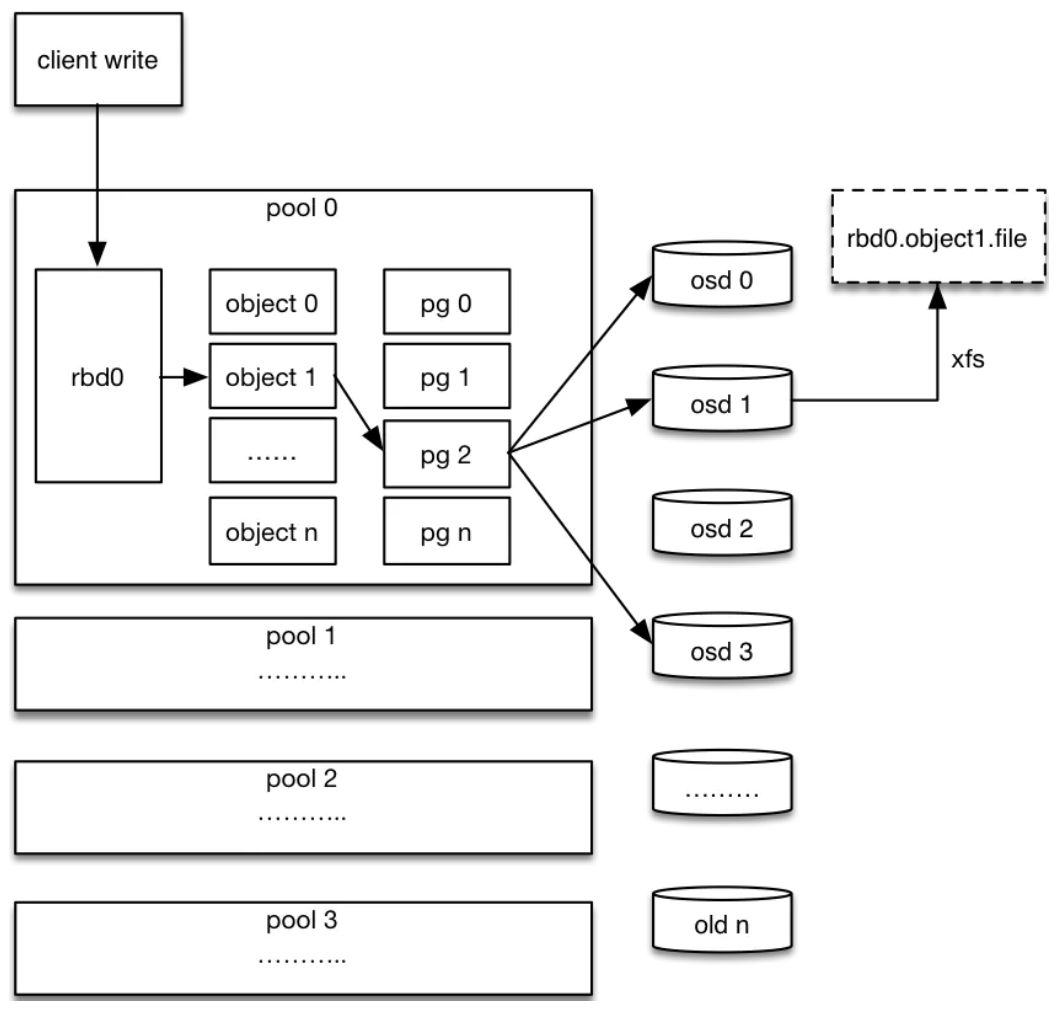 client write
pool 0
rbd0
object 0
object 1
......
object n
pg 0
pg 1
pg 2
pg n
osd 0
osd 1
osd 2
osd 3
.........
old n
rbd0.object1.file
xfs
pool 1
...........
pool 2
...........
pool 3
...........